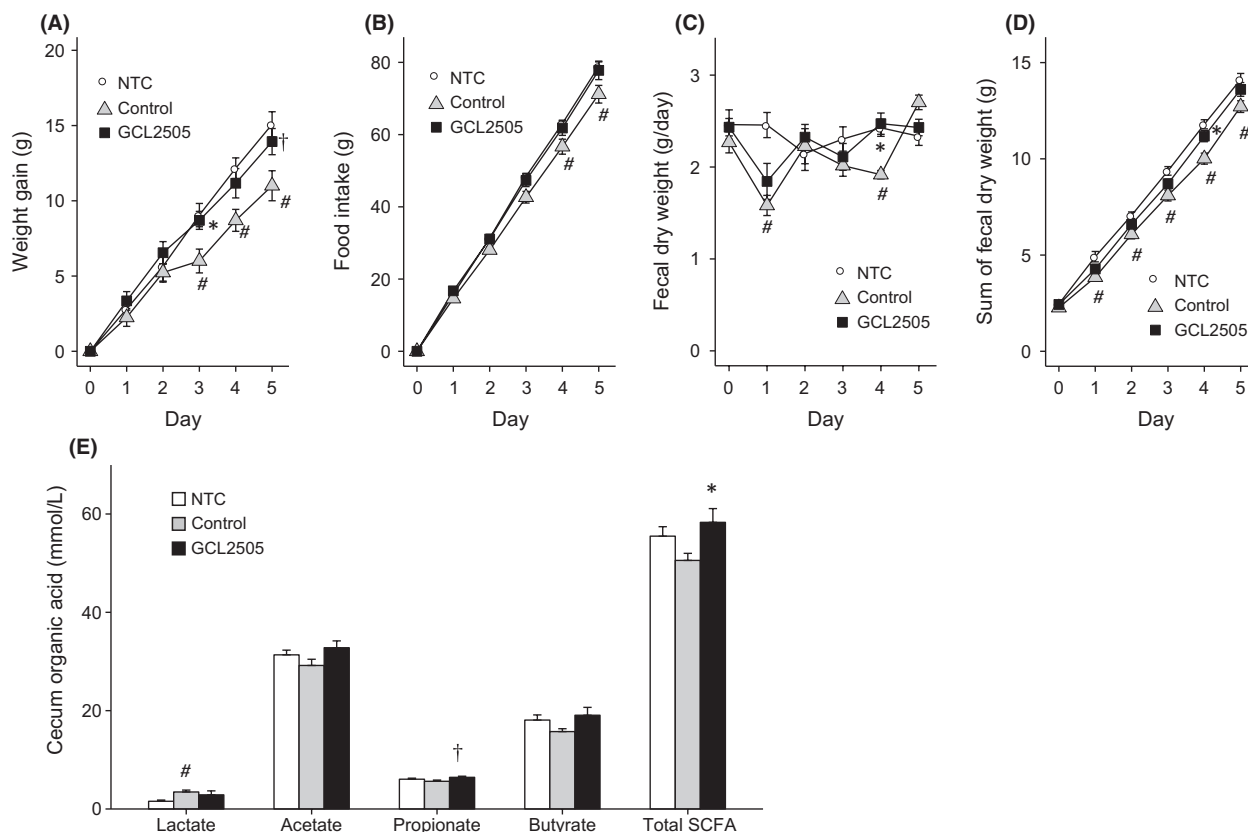 (A)
Weight gain (g)
20
15
10
5
0
NTC
Control
GCL2505
†
*
#
#
#
0 1 2 3 4 5
Day
(B)
Food intake (g)
80
60
40
20
0
NTC
Control
GCL2505
#
#
0 1 2 3 4 5
Day
(C)
Fecal dry weight (g/day)
3
2
1
0
*
#
#
NTC
Control
GCL2505
0 1 2 3 4 5
Day
(D)
Sum of fecal dry weight (g)
15
10
5
0
*
#
#
#
#
#
NTC
Control
GCL2505
0 1 2 3 4 5
Day
(E)
Cecum organic acid (mmol/L)
60
40
20
0
NTC
Control
GCL2505
#
†
*
Lactate Acetate Propionate Butyrate Total SCFA